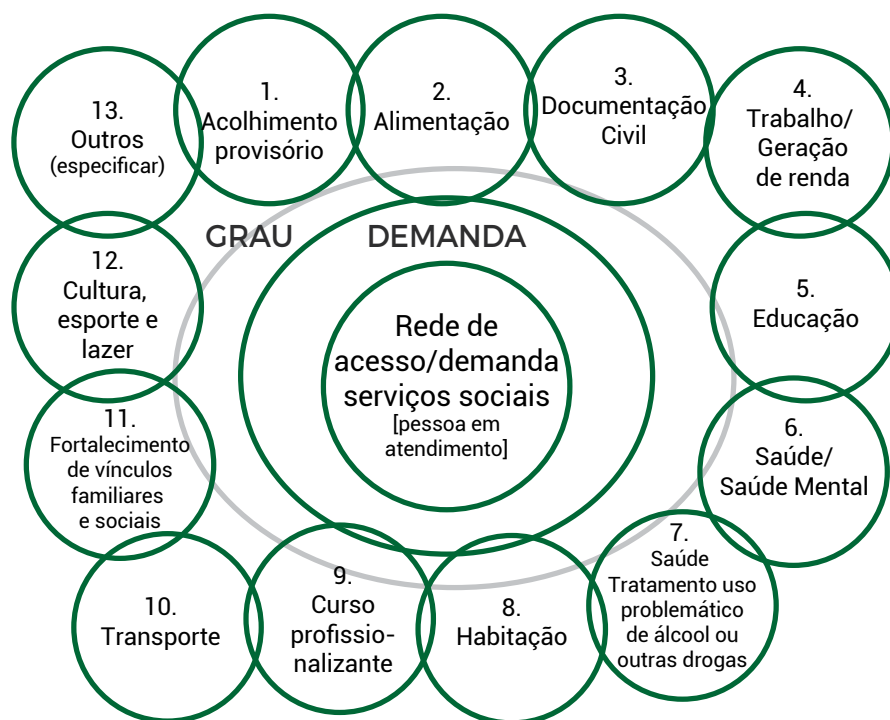 1.
Acolhimento
provisório
2.
Alimentação
3.
Documentação
Civil
4.
Trabalho/
Geração
de renda
5.
Educação
6.
Saúde/
Saúde Mental
7.
Saúde
Tratamento uso
problemático
de álcool ou
outras drogas
8.
Habitação
9.
Curso
profissio-
nalizante
10.
Transporte
11.
Fortalecimento
de vínculos
familiares
e sociais
12.
Cultura,
esporte e
lazer
13.
Outros
(especificar)
GRAU
DEMANDA
Rede de
acesso/demanda
serviços sociais
[pessoa em
atendimento]